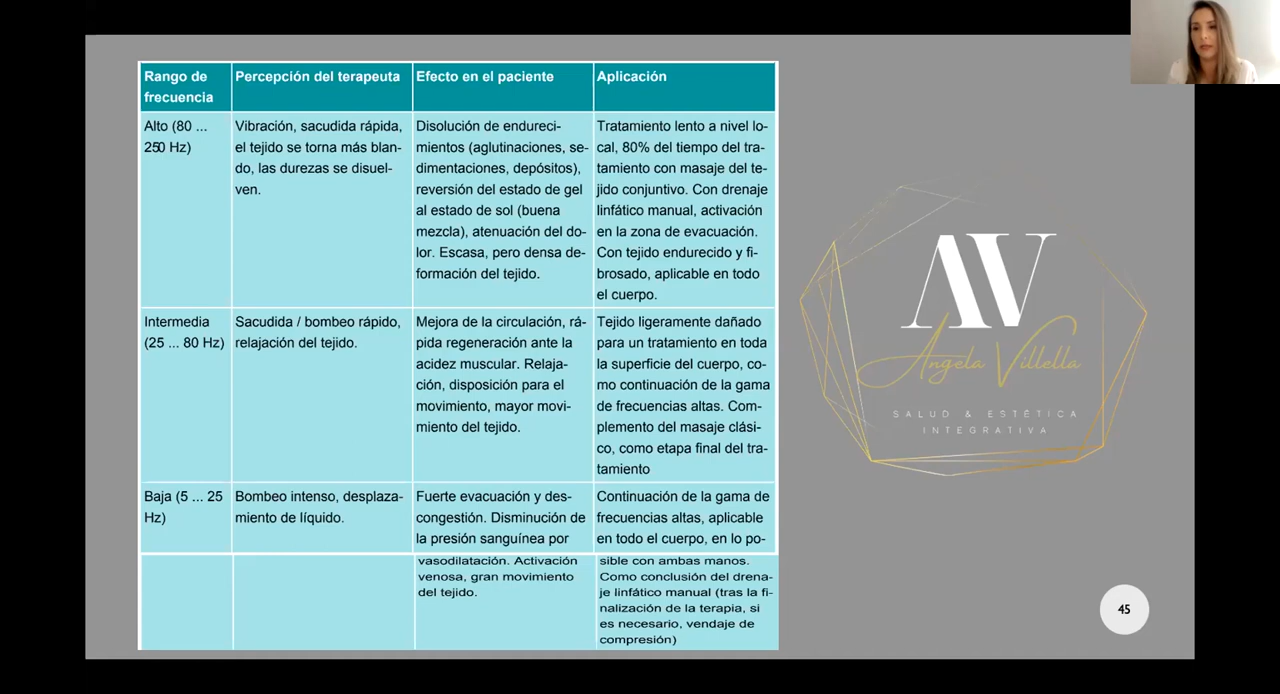 Rango de
frecuencia
Percepción del terapeuta
Efecto en el paciente
Aplicación
Alto (80 ...
250 Hz)
Vibración, sacudida rápida,
el tejido se torna más blan-
do, las durezas se disuel-
ven.
Disolución de endureci-
mientos (aglutinaciones, se-
dimentaciones, depósitos),
reversión del estado de gel
al estado de sol (buena
mezcla), atenuación del do-
lor. Escasa, pero densa de-
formación del tejido.
Tratamiento lento a nivel lo-
cal, 80% del tiempo del tra-
tamiento con masaje del te-
jido conjuntivo. Con drenaje
linfático manual, activación
en la zona de evacuación.
Con tejido endurecido y fi-
brosado, aplicable en todo
el cuerpo.
Intermedia
(25 ... 80 Hz)
Sacudida / bombeo rápido,
relajación del tejido.
Mejora de la circulación, rá-
pida regeneración ante la
acidez muscular. Relaja-
ción, disposición para el
movimiento, mayor movi-
miento del tejido.
Tejido ligeramente dañado
para un tratamiento en toda
la superficie del cuerpo, co-
mo continuación de la gama
de frecuencias altas. Com-
plemento del masaje clási-
co, como etapa final del tra-
tamiento
Baja (5 ... 25
Hz)
Bombeo intenso, desplaza-
miento de líquido.
Fuerte evacuación y des-
congestión. Disminución de
la presión sanguínea por
vasodilatación. Activación
venosa, gran movimiento
del tejido.
Continuación de la gama de
frecuencias altas, aplicable
en todo el cuerpo, en lo po-
sible con ambas manos.
Como conclusión del drena-
je linfático manual (tras la fi-
nalización de la terapia, si
es necesario, vendaje de
compresión)
AV
Angela Villella
SALUD & ESTÉTICA
INTEGRATIVA
45